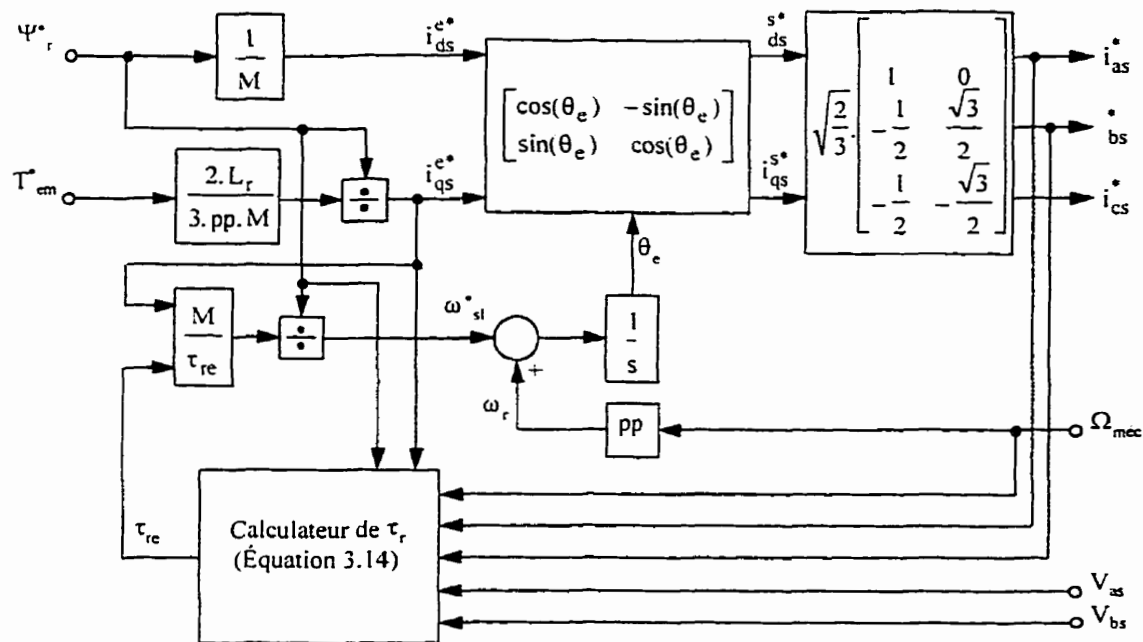 Ψ*r
1
M
i e* ds
s* ds
i* as
* bs
i* cs
[cos(θe) -sin(θe)]
[sin(θe) cos(θe)]
√2/3 .
1 0
-1/2 √3/2
-1/2 -√3/2
T*em
2.Lr
3.pp.M
÷
i e* qs
i s* qs
θe
M
τre
÷
ω*sl
+
1
s
ωr
pp
Ωméc
τre
Calculateur de τr
(Équation 3.14)
Vas
Vbs